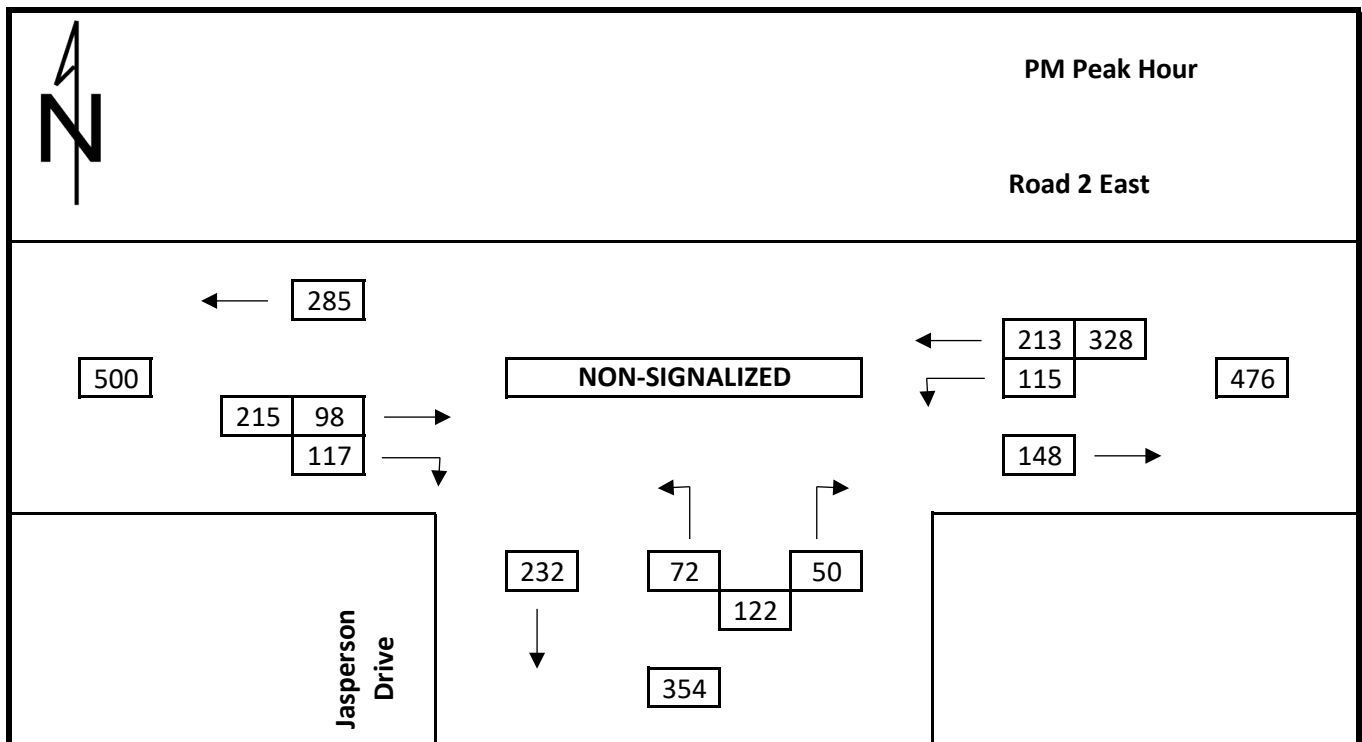 N
PM Peak Hour
Road 2 East
285
213 328
500
NON-SIGNALIZED
115
476
215 98
117
148
232
72
50
122
Jasperson
Drive
354